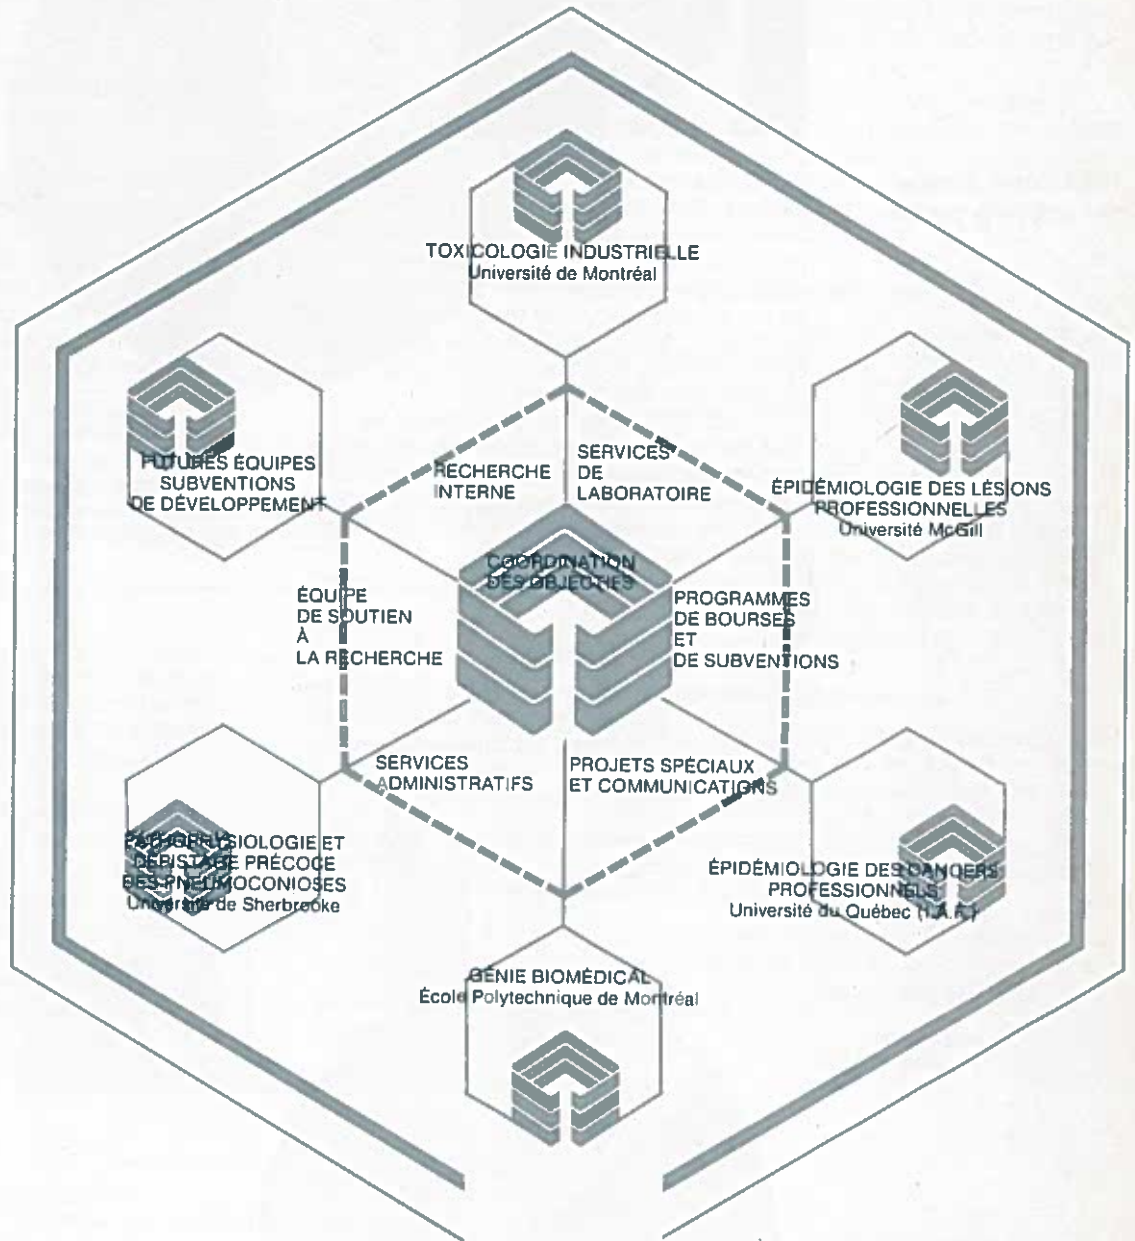 TOXICOLOGIE INDUSTRIELLE
Université de Montréal
FUTURES ÉQUIPES
SUBVENTIONS
DE DÉVELOPPEMENT
RECHERCHE
INTERNE
SERVICES
DE
LABORATOIRE
ÉPIDÉMIOLOGIE DES LÉSIONS
PROFESSIONNELLES
Université McGill
COORDINATION
DES OBJECTIFS
ÉQUIPE
DE SOUTIEN
À
LA RECHERCHE
PROGRAMMES
DE BOURSES
ET
DE SUBVENTIONS
SERVICES
ADMINISTRATIFS
PROJETS SPÉCIAUX
ET COMMUNICATIONS
PATHOPHYSIOLOGIE ET
DÉPISTAGE PRÉCOCE
DES PNEUMOCONIOSES
Université de Sherbrooke
ÉPIDÉMIOLOGIE DES CANCERS
PROFESSIONNELS
Université du Québec (I.A.F.)
GÉNIE BIOMÉDICAL
École Polytechnique de Montréal